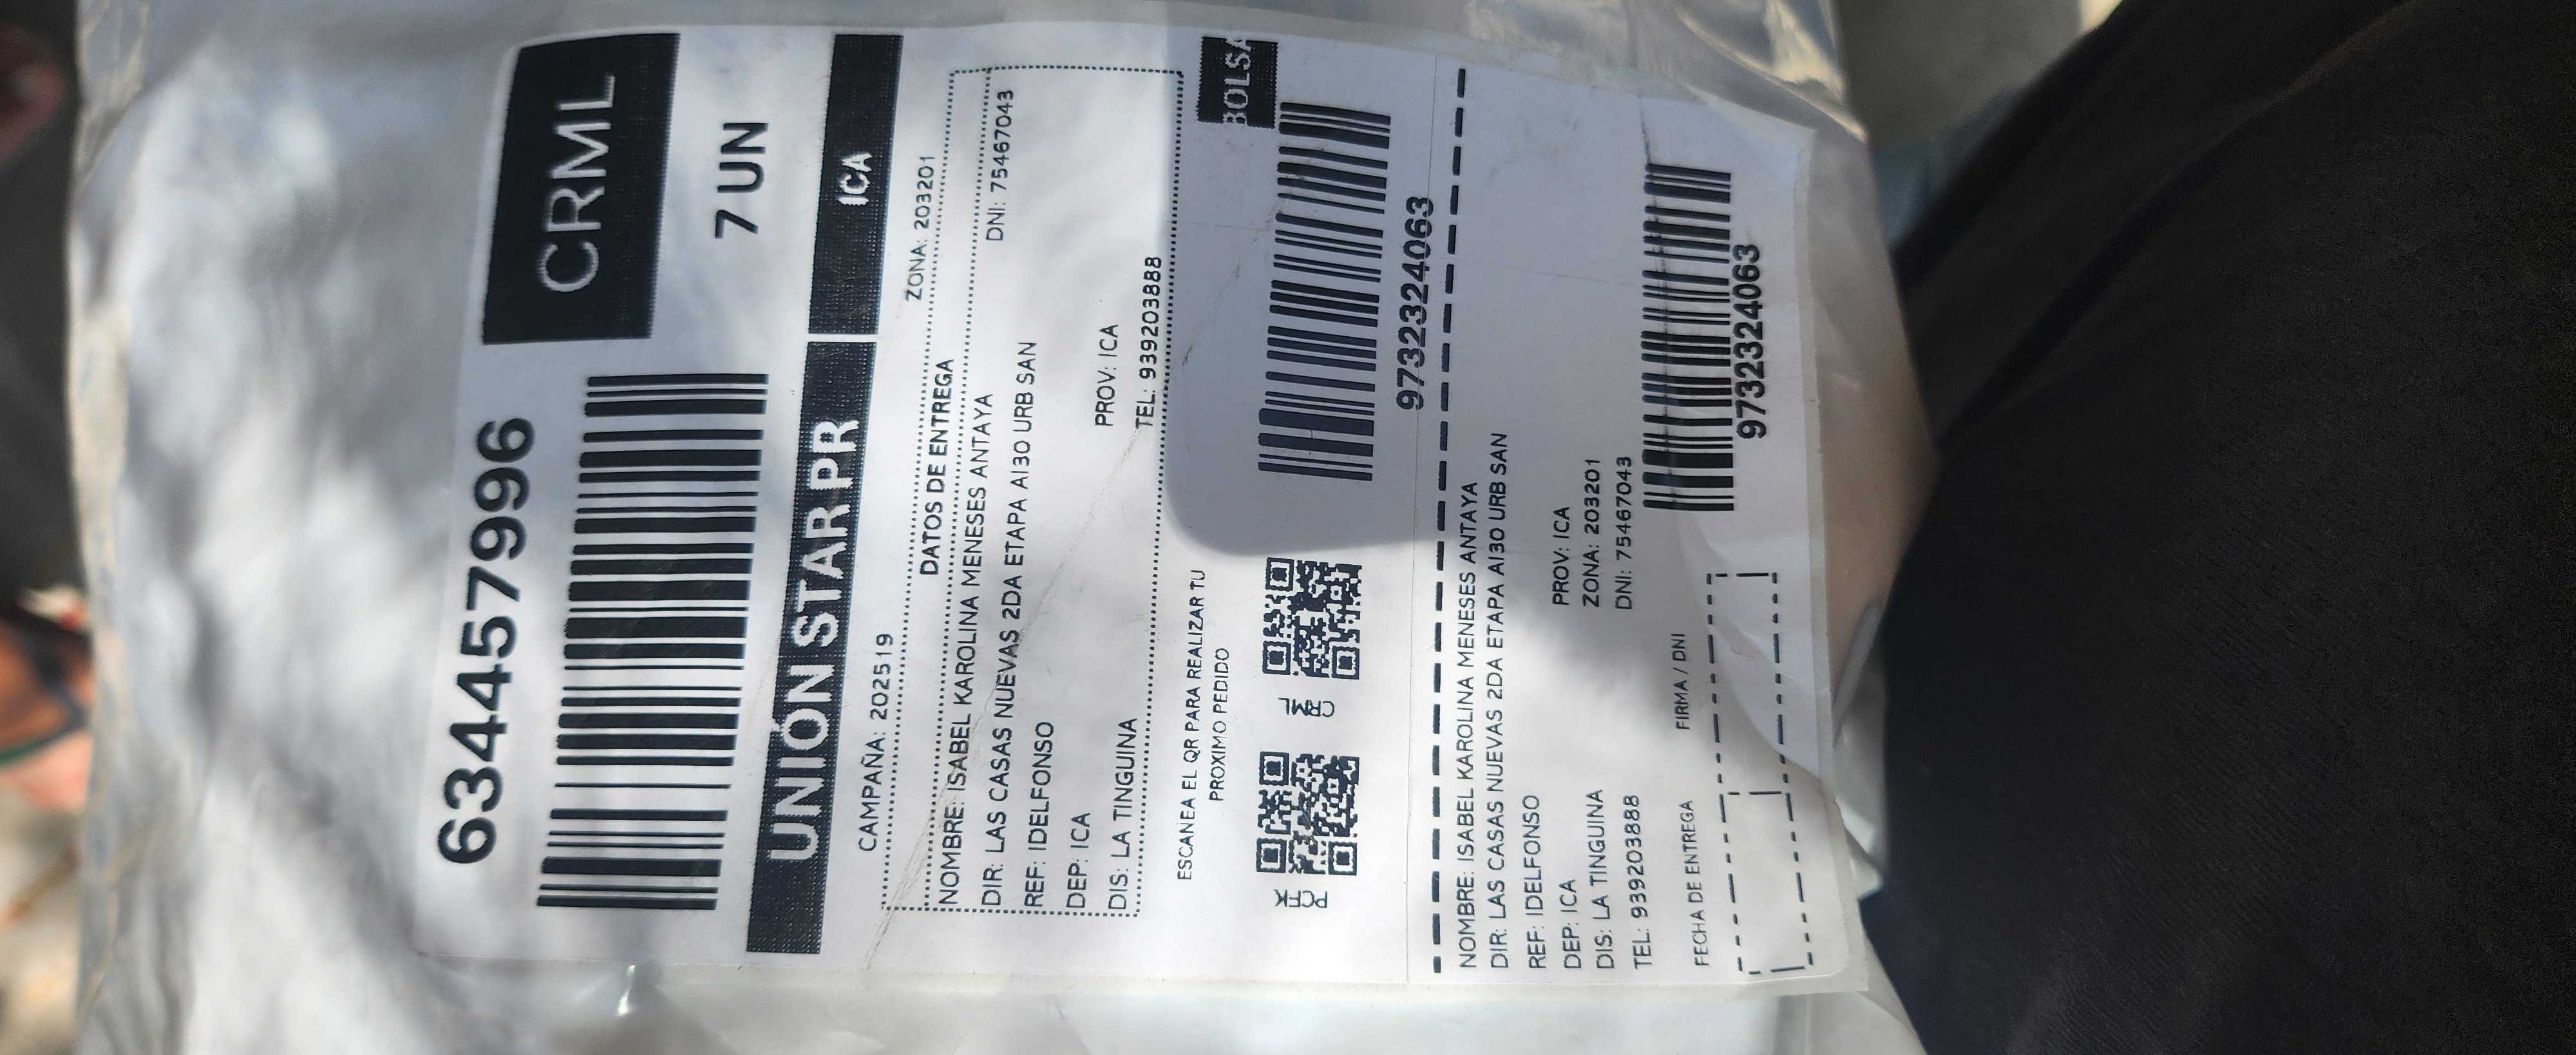 6344457996
CRML
7 UN
UNIÓN STAR PR
ICA
CAMPAÑA: 202519
ZONA: 203201
DATOS DE ENTREGA
NOMBRE: ISABEL KAROLINA MENESES ANTAYA
DNI: 75467043
DIR: LAS CASAS NUEVAS 2DA ETAPA AI30 URB SAN
REF: IDELFONSO
DEP: ICA
PROV: ICA
DIS: LA TINGUINA
TEL: 939203888
ESCANEA EL QR PARA REALIZAR TU
PROXIMO PEDIDO
BOLSA
PCFK
CRML
9732324063
NOMBRE: ISABEL KAROLINA MENESES ANTAYA
DIR: LAS CASAS NUEVAS 2DA ETAPA AI30 URB SAN
REF: IDELFONSO
DEP: ICA
PROV: ICA
DIS: LA TINGUINA
ZONA: 203201
TEL: 939203888
DNI: 75467043
FECHA DE ENTREGA
FIRMA / DNI
9732324063